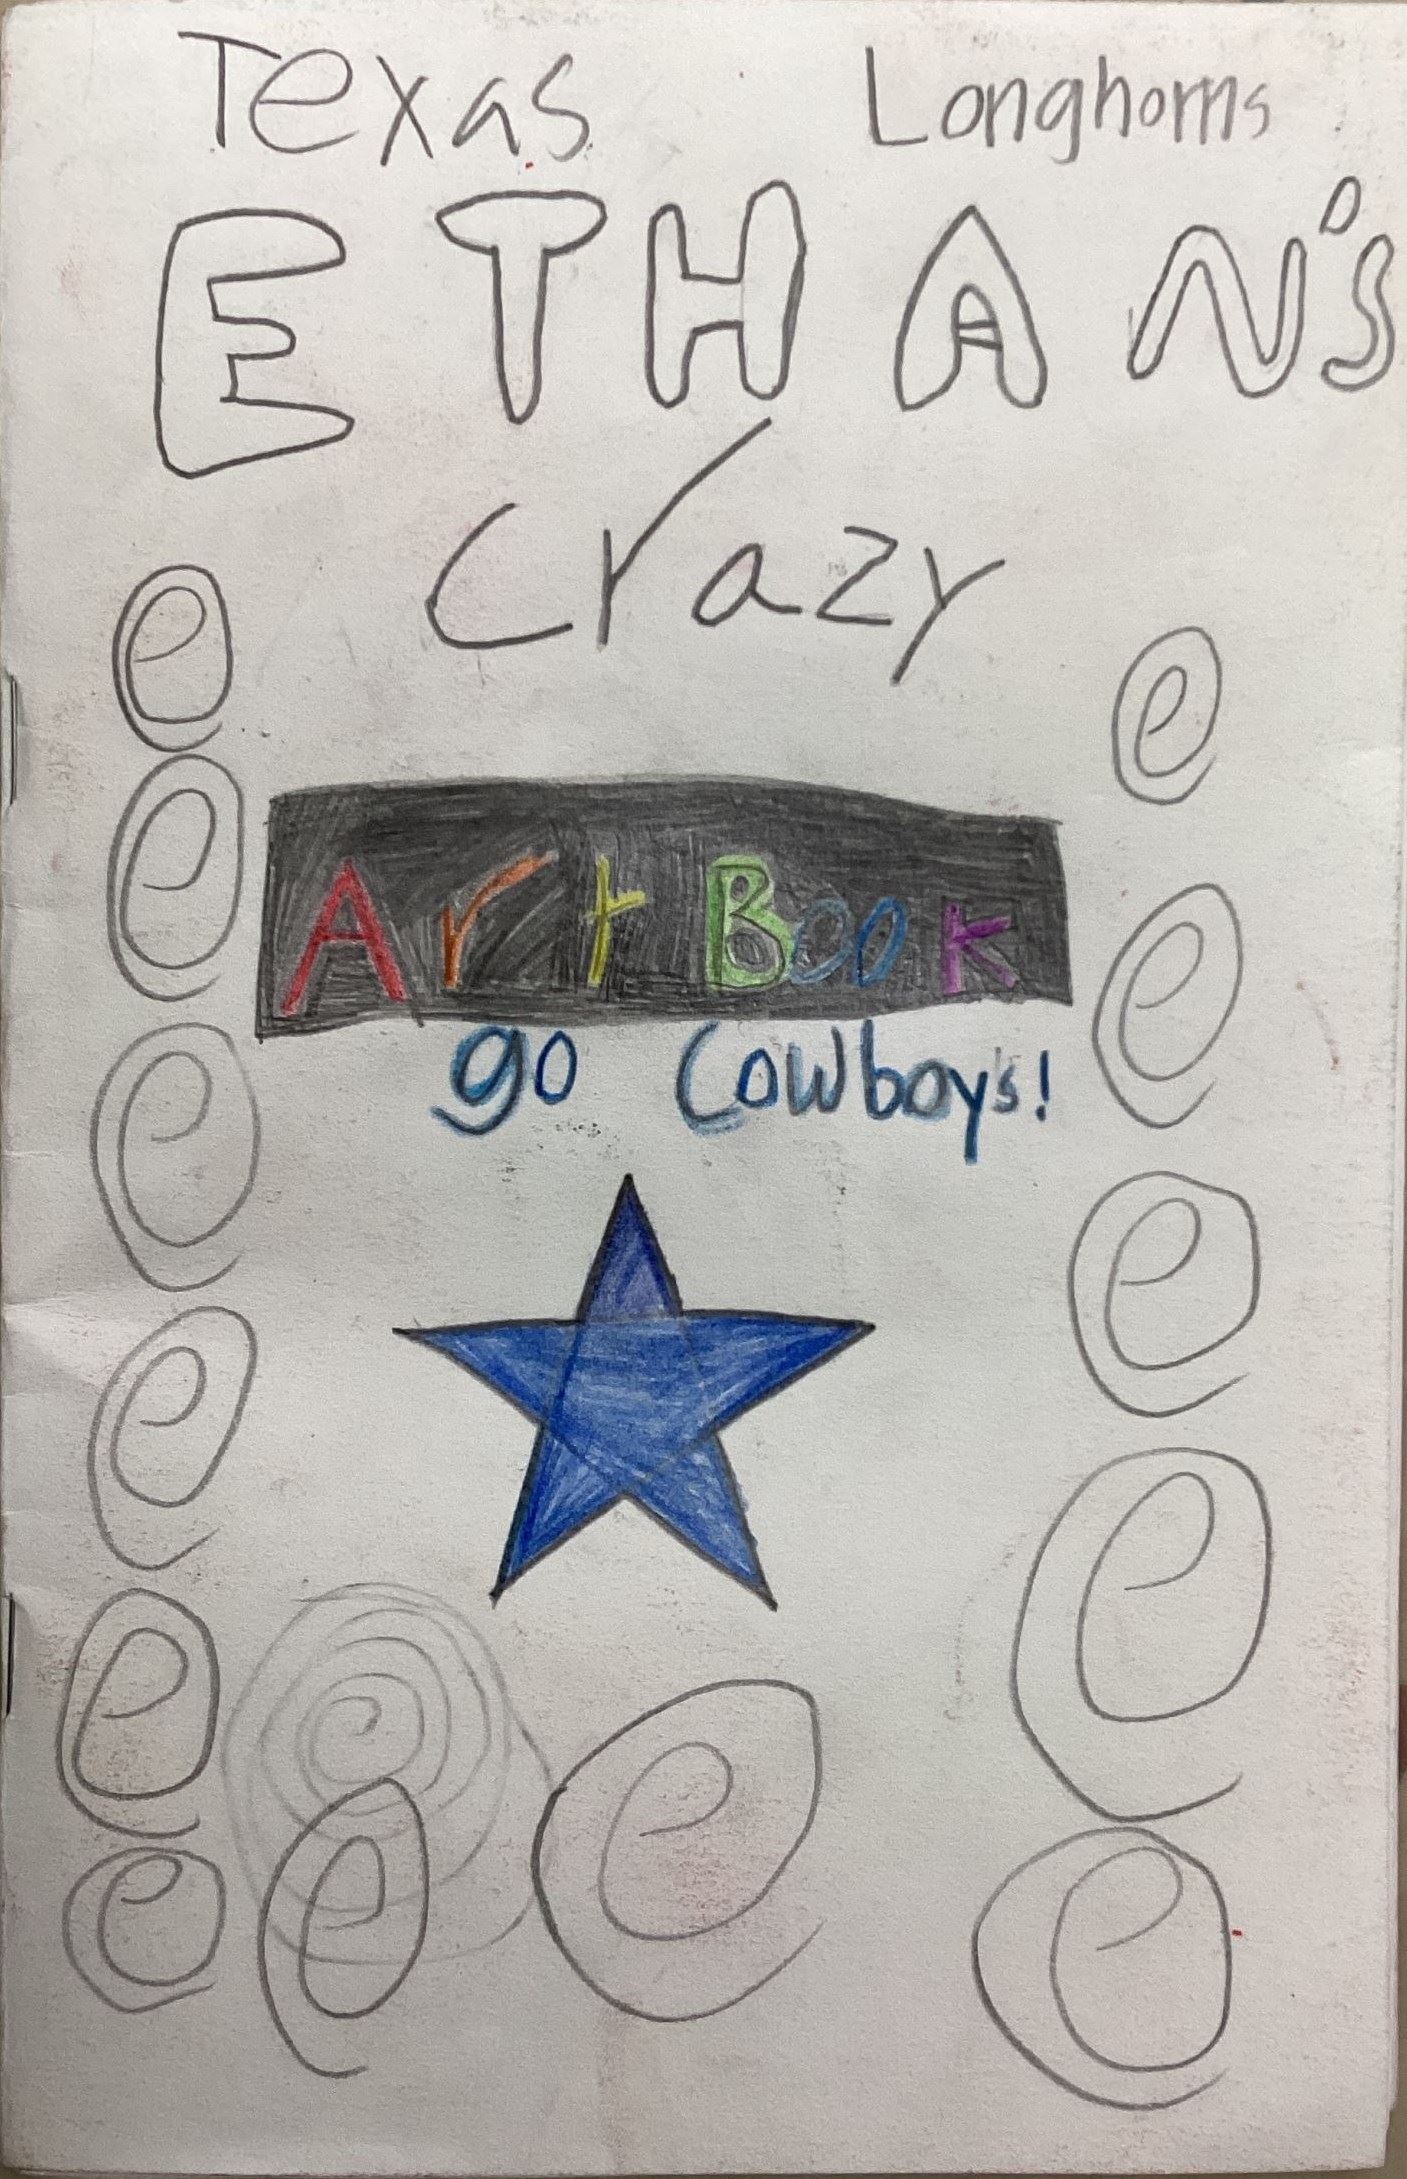 Texas Longhorns
ETHAN's
Crazy
Art Book
go Cowboys!